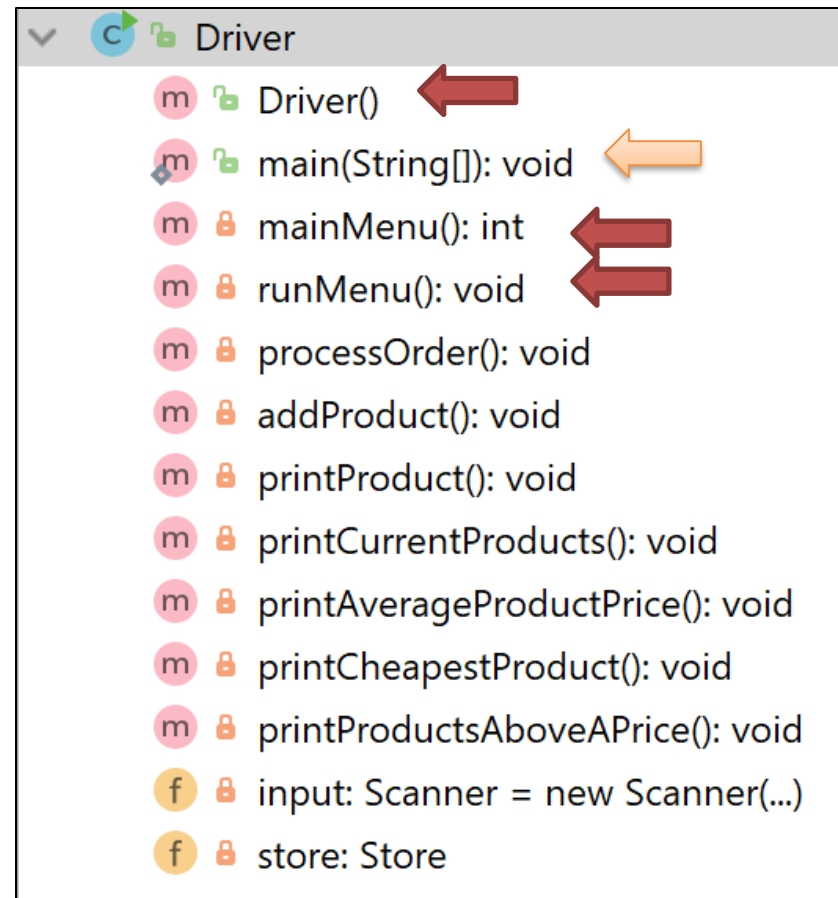 C Driver
m Driver()
m main(String[]): void
m mainMenu(): int
m runMenu(): void
m processOrder(): void
m addProduct(): void
m printProduct(): void
m printCurrentProducts(): void
m printAverageProductPrice(): void
m printCheapestProduct(): void
m printProductsAboveAPrice(): void
f input: Scanner = new Scanner(...)
f store: Store